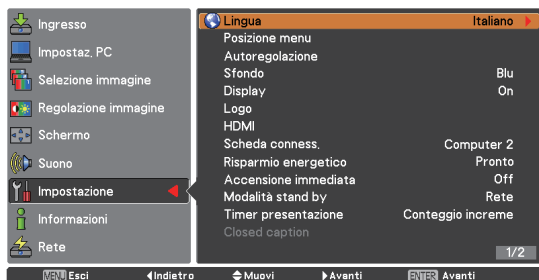 Ingresso
Impostaz. PC
Selezione immagine
Regolazione immagine
Schermo
Suono
Impostazione
Informazioni
Rete
Lingua Italiano
Posizione menu
Autoregolazione
Sfondo Blu
Display On
Logo
HDMI
Scheda conness. Computer 2
Risparmio energetico Pronto
Accensione immediata Off
Modalità stand by Rete
Timer presentazione Conteggio increme
Closed caption
1/2
MENU Esci Indietro Muovi Avanti ENTER Avanti